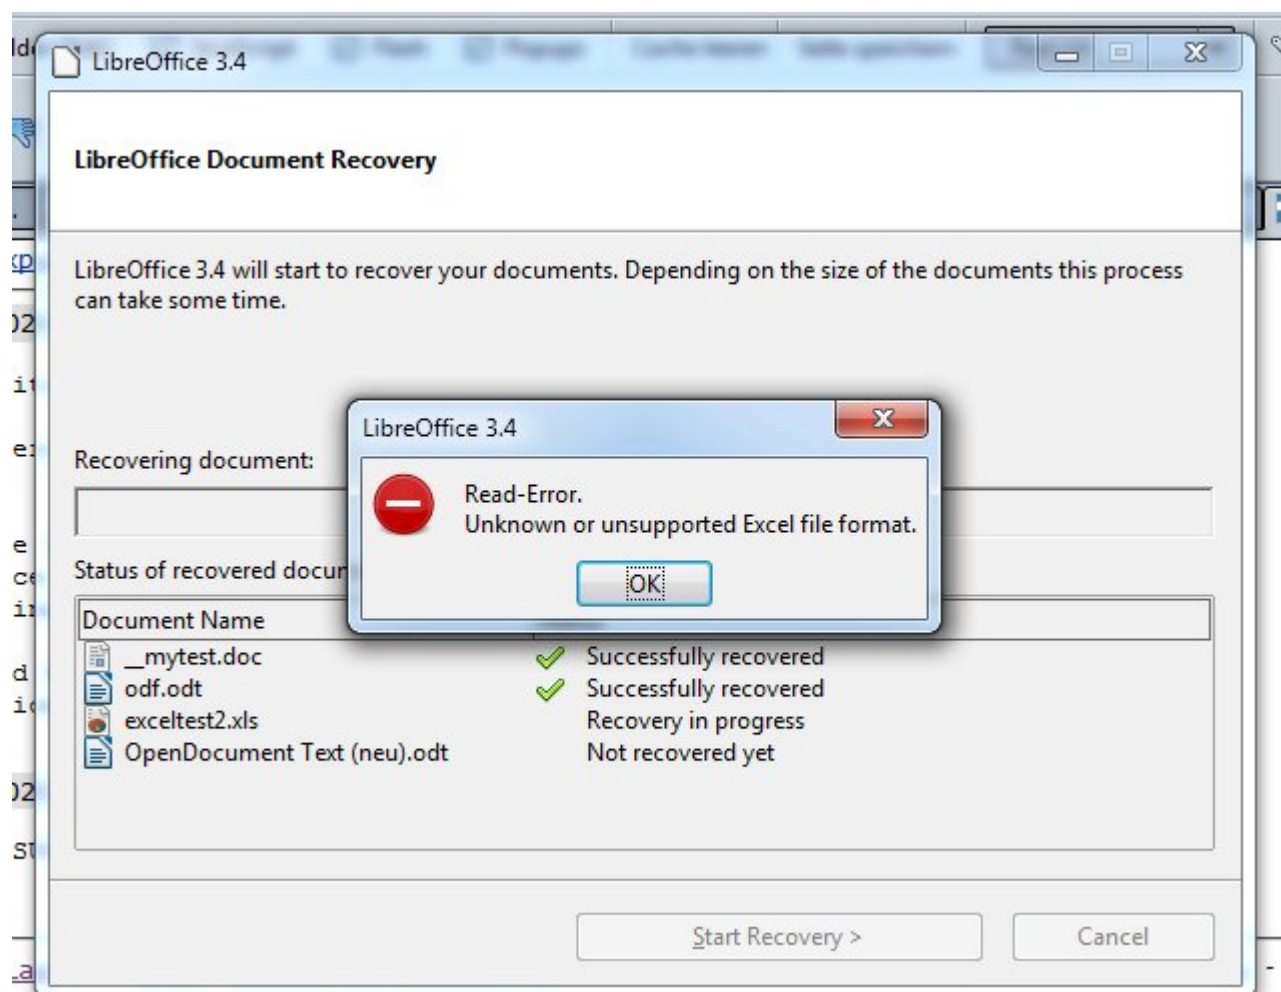 LibreOffice 3.4
LibreOffice Document Recovery
LibreOffice 3.4 will start to recover your documents. Depending on the size of the documents this process
can take some time.
LibreOffice 3.4
Read-Error.
Unknown or unsupported Excel file format.
OK
Recovering document:
Status of recovered docu
Document Name
__mytest.doc Successfully recovered
odf.odt Successfully recovered
exceltest2.xls Recovery in progress
OpenDocument Text (neu).odt Not recovered yet
Start Recovery >
Cancel